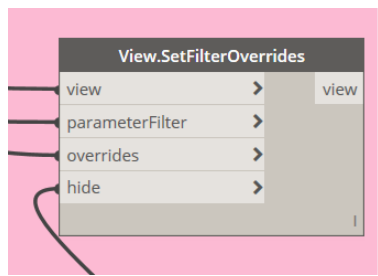 View.SetFilterOverrides
view > view
parameterFilter >
overrides >
hide >
l